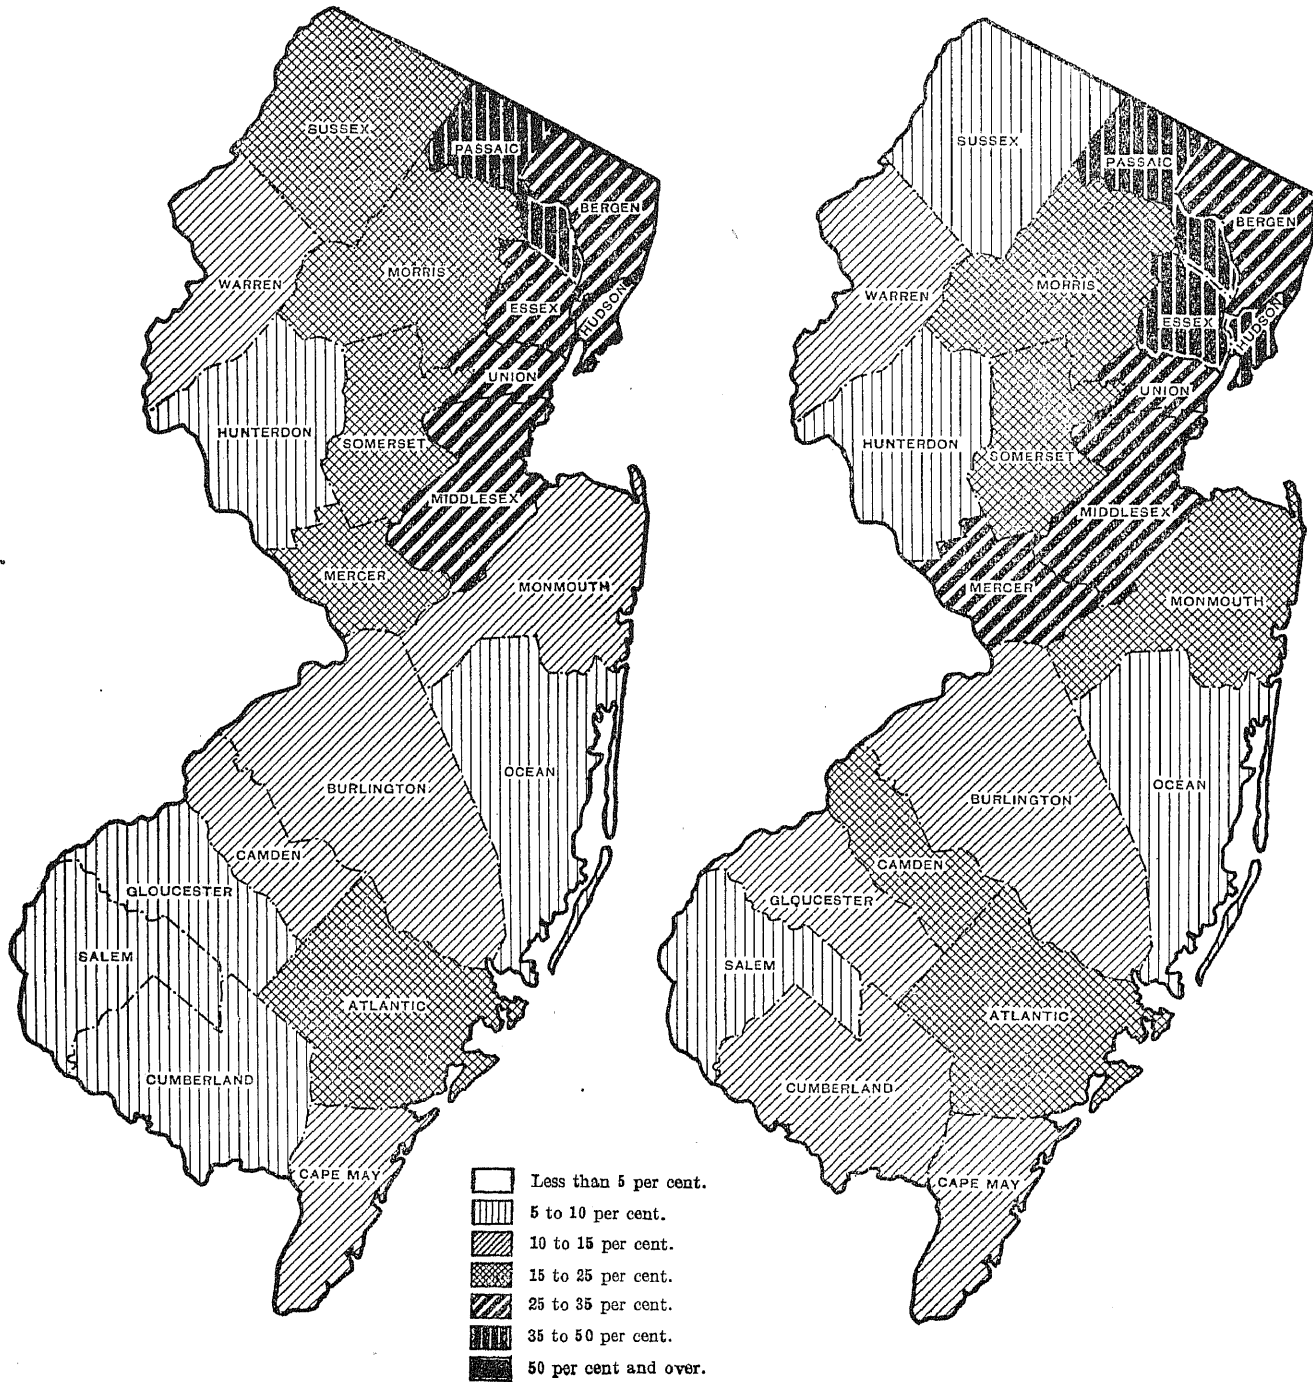 SUSSEX
PASSAIC
BERGEN
MORRIS
WARREN
ESSEX
HUDSON
UNION
HUNTERDON
SOMERSET
MIDDLESEX
MERCER
MONMOUTH
OCEAN
BURLINGTON
CAMDEN
GLOUCESTER
SALEM
ATLANTIC
CUMBERLAND
CAPE MAY
SUSSEX
PASSAIC
BERGEN
MORRIS
WARREN
ESSEX
HUDSON
UNION
HUNTERDON
SOMERSET
MIDDLESEX
MERCER
MONMOUTH
OCEAN
BURLINGTON
CAMDEN
GLOUCESTER
SALEM
ATLANTIC
CUMBERLAND
CAPE MAY
Less than 5 per cent.
5 to 10 per cent.
10 to 15 per cent.
15 to 25 per cent.
25 to 35 per cent.
35 to 50 per cent.
50 per cent and over.